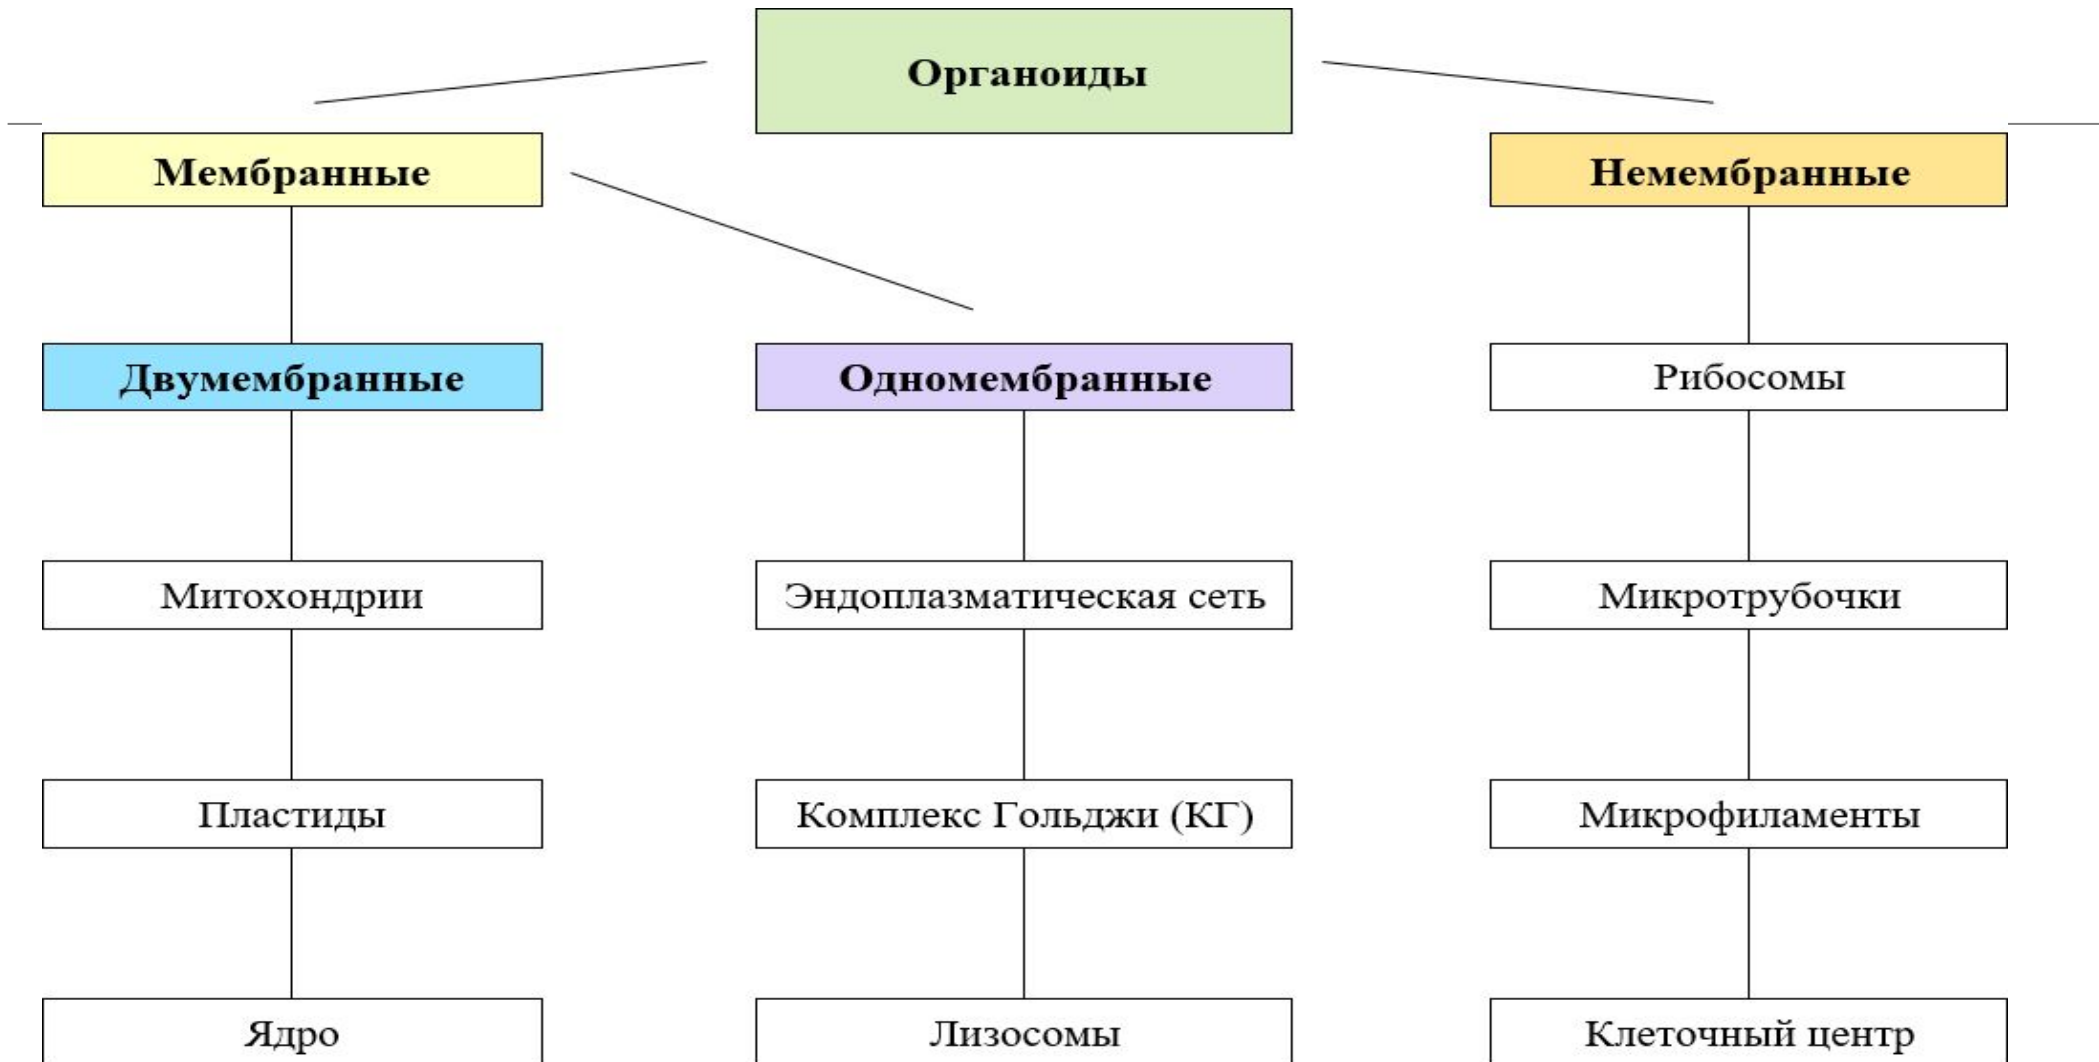 Органоиды
Мембранные
Немембранные
Двумембранные
Одномембранные
Рибосомы
Митохондрии
Эндоплазматическая сеть
Микротрубочки
Пластиды
Комплекс Гольджи (КГ)
Микрофиламенты
Ядро
Лизосомы
Клеточный центр